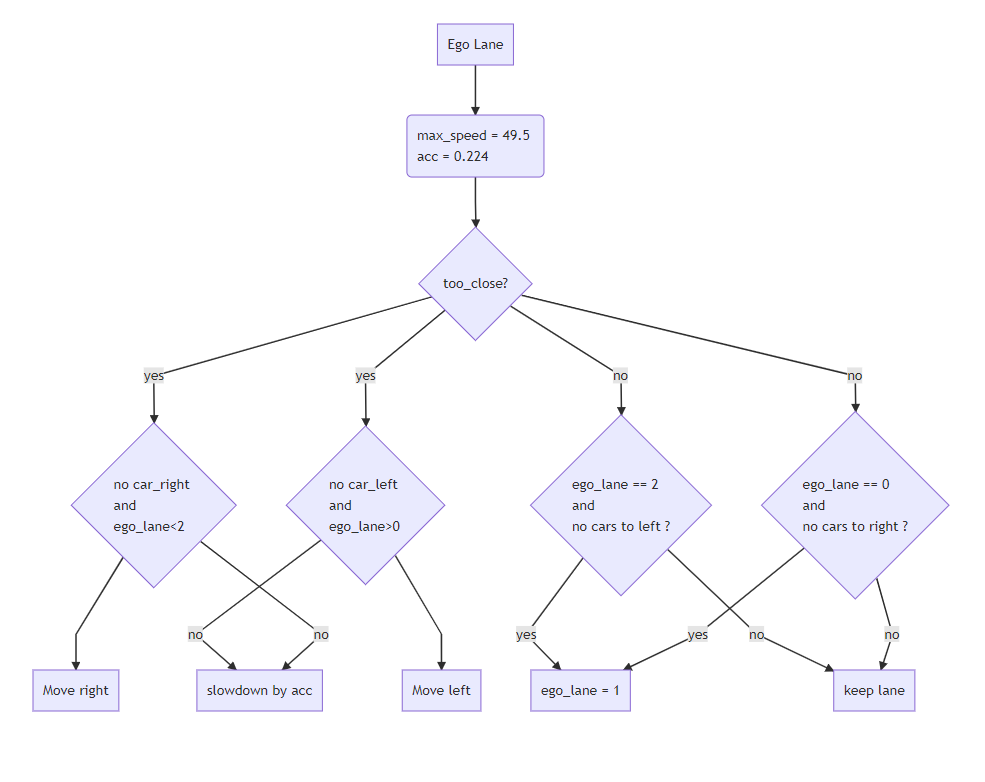 Ego Lane
max_speed = 49.5
acc = 0.224
too_close?
yes
yes
no
no
no car_right
and
ego_lane<2
no car_left
and
ego_lane>0
ego_lane == 2
and
no cars to left ?
ego_lane == 0
and
no cars to right ?
no
no
yes
yes
no
no
Move right
slowdown by acc
Move left
ego_lane = 1
keep lane